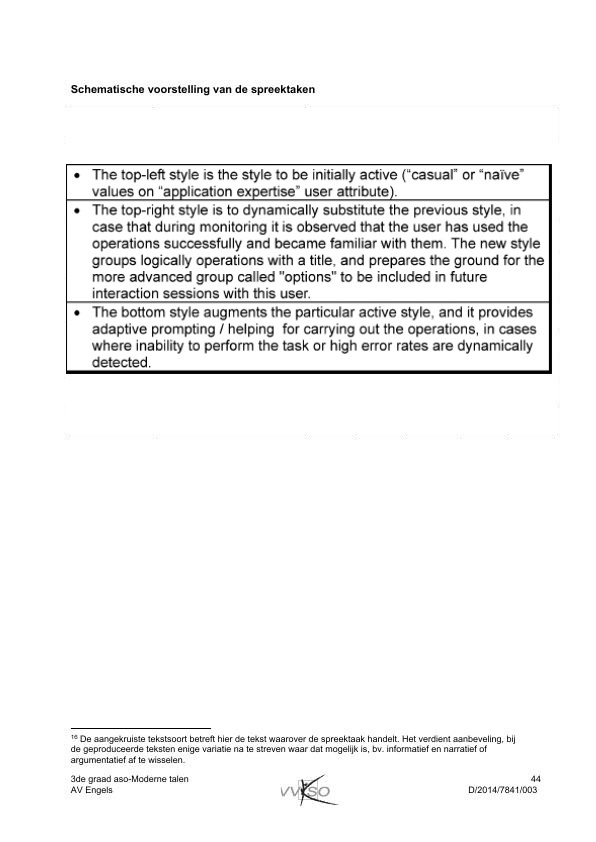 Schematische voorstelling van de spreektaken
• The top-left style is the style to be initially active (“casual” or “naïve”
values on “application expertise” user attribute).
• The top-right style is to dynamically substitute the previous style, in
case that during monitoring it is observed that the user has used the
operations successfully and became familiar with them. The new style
groups logically operations with a title, and prepares the ground for the
more advanced group called "options" to be included in future
interaction sessions with this user.
• The bottom style augments the particular active style, and it provides
adaptive prompting / helping for carrying out the operations, in cases
where inability to perform the task or high error rates are dynamically
detected.
16 De aangekruiste tekstsoort betreft hier de tekst waarover de spreektaak handelt. Het verdient aanbeveling, bij
de geproduceerde teksten enige variatie na te streven waar dat mogelijk is, bv. informatief en narratief of
argumentatief af te wisselen.
3de graad aso-Moderne talen 44
AV Engels VVKSO D/2014/7841/003